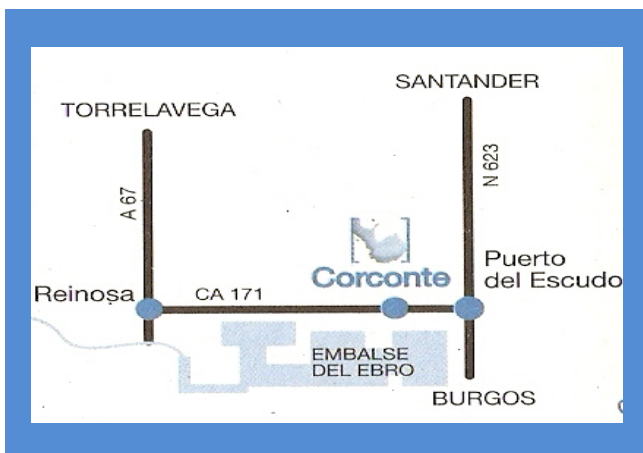 SANTANDER
TORRELAVEGA
N 623
A 67
Corconte
Puerto
del Escudo
Reinosa
CA 171
EMBALSE
DEL EBRO
BURGOS